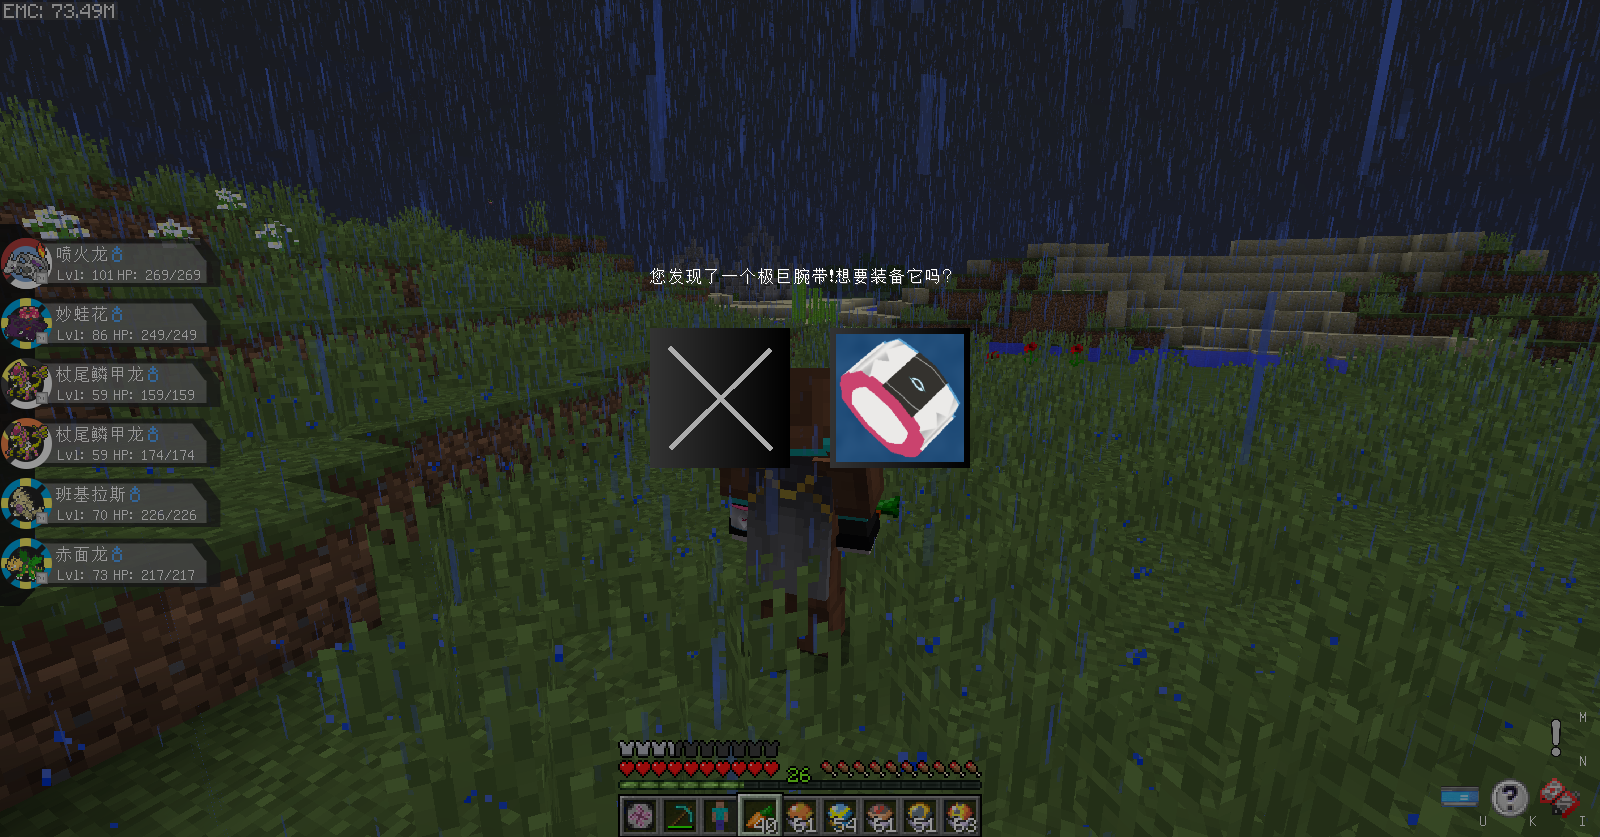 EMC: 73.49M
喷火龙
Lvl: 101 HP: 269/269
妙蛙花
Lvl: 86 HP: 249/249
杖尾鳞甲龙
Lvl: 59 HP: 159/159
杖尾鳞甲龙
Lvl: 59 HP: 174/174
班基拉斯
Lvl: 70 HP: 226/226
赤面龙
Lvl: 73 HP: 217/217
您发现了一个极巨腕带!想要装备它吗?
26
40
61
54
61
51
63
M
N
U
K
I